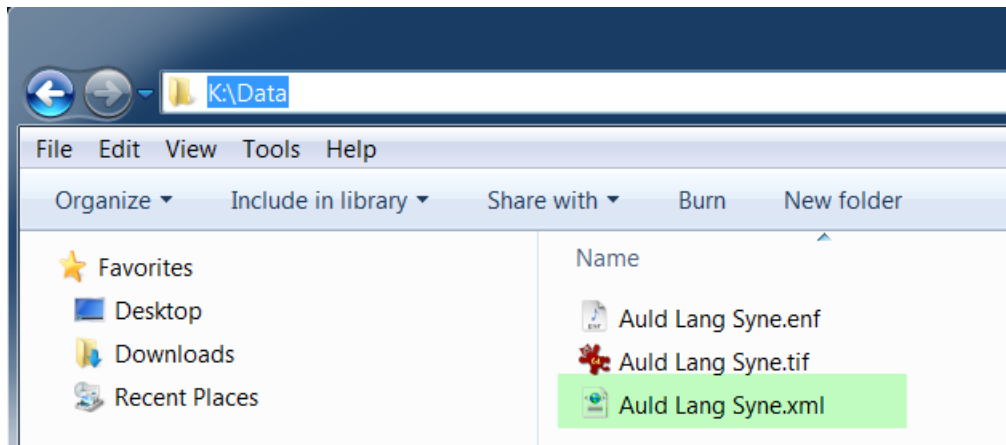 K:\Data
File Edit View Tools Help
Organize Include in library Share with Burn New folder
Favorites
Desktop
Downloads
Recent Places
Name
Auld Lang Syne.enf
Auld Lang Syne.tif
Auld Lang Syne.xml